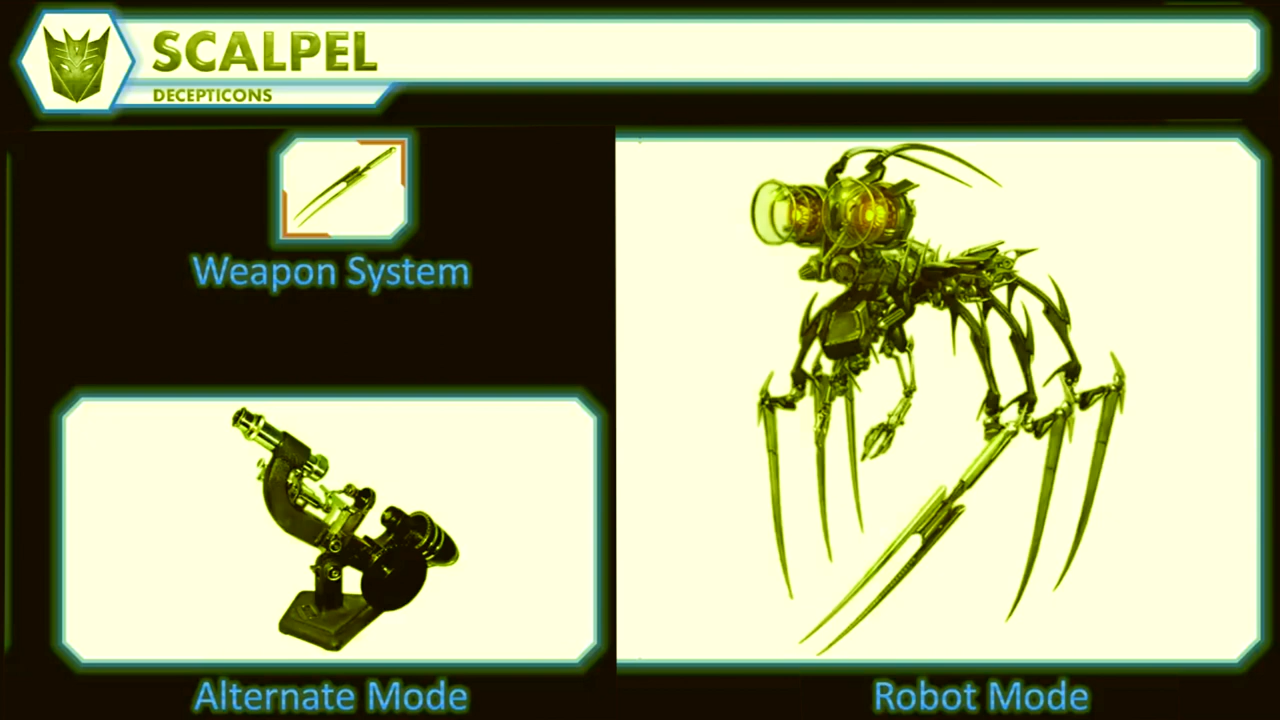 SCALPEL
DECEPTICONS
Weapon System
Alternate Mode
Robot Mode